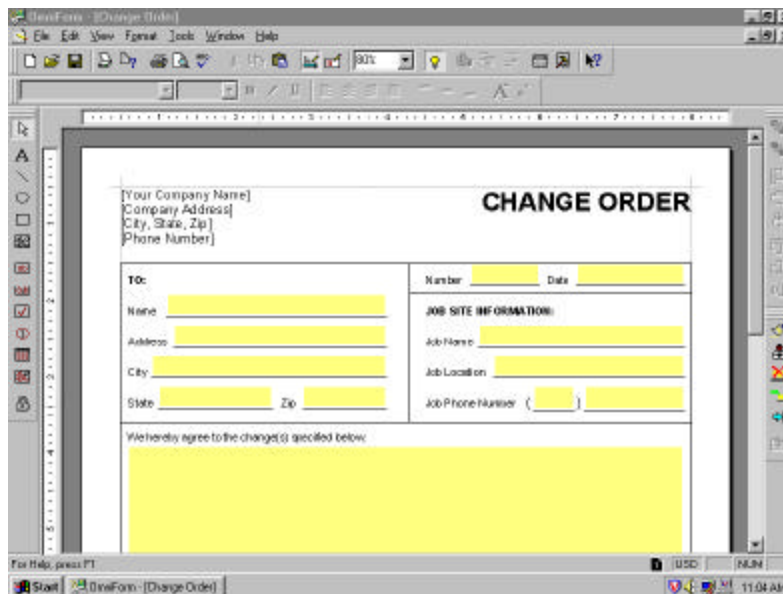 OmniForm - [Change Order]
File Edit View Format Tools Window Help
80%
[Your Company Name]
CHANGE ORDER
[Company Address]
[City, State, Zip]
[Phone Number]
TO:
Number Date
Name
JOB SITE INFORMATION:
Address
Job Name
City
Job Location
State Zip
Job Phone Number ( )
We hereby agree to the change(s) specified below:
For Help, press F1
USD NUM
Start OmniForm - [Change Order] 11:04 AM